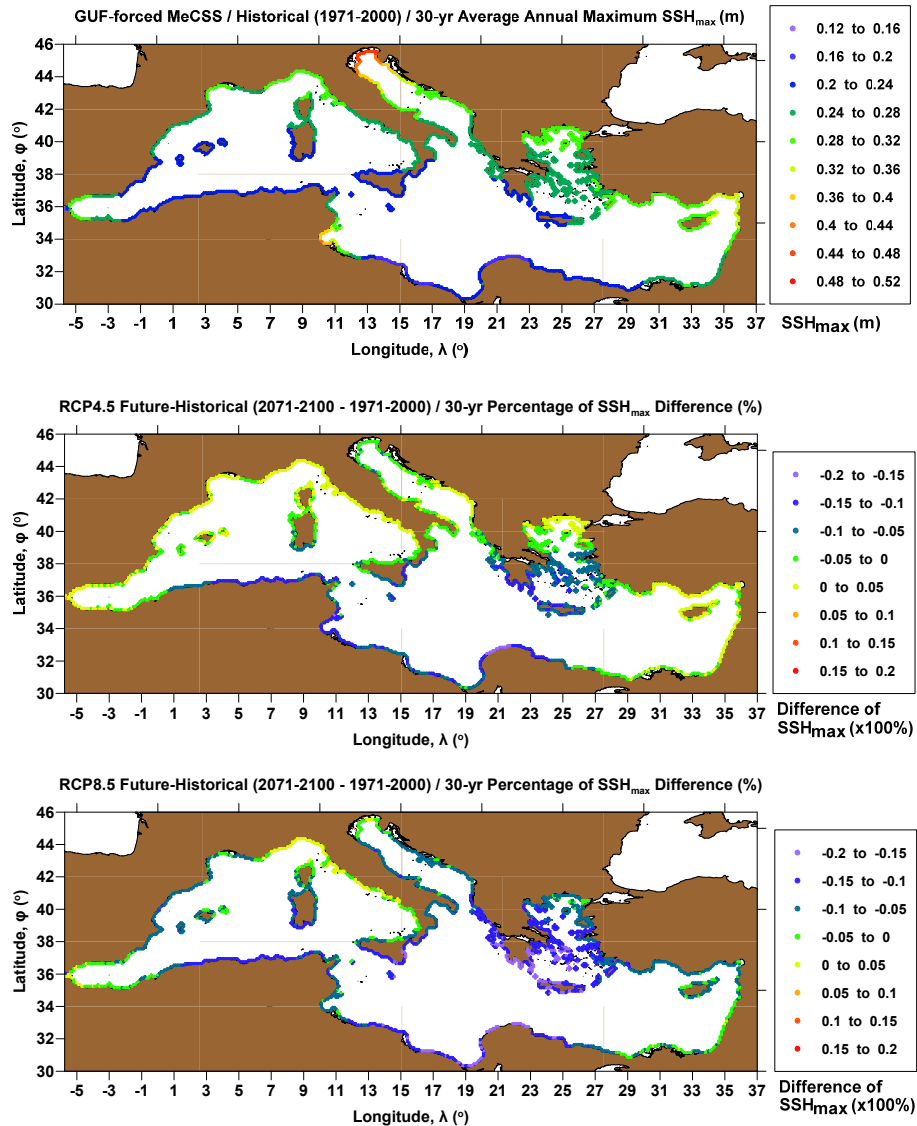 GUF-forced MeCSS / Historical (1971-2000) / 30-yr Average Annual Maximum SSHmax (m)
46
44
42
40
38
36
34
32
30
Latitude, φ (º)
-5 -3 -1 1 3 5 7 9 11 13 15 17 19 21 23 25 27 29 31 33 35 37
Longitude, λ (º)
0.12 to 0.16
0.16 to 0.2
0.2 to 0.24
0.24 to 0.28
0.28 to 0.32
0.32 to 0.36
0.36 to 0.4
0.4 to 0.44
0.44 to 0.48
0.48 to 0.52
SSHmax (m)
RCP4.5 Future-Historical (2071-2100 - 1971-2000) / 30-yr Percentage of SSHmax Difference (%)
46
44
42
40
38
36
34
32
30
Latitude, φ (º)
-5 -3 -1 1 3 5 7 9 11 13 15 17 19 21 23 25 27 29 31 33 35 37
Longitude, λ (º)
-0.2 to -0.15
-0.15 to -0.1
-0.1 to -0.05
-0.05 to 0
0 to 0.05
0.05 to 0.1
0.1 to 0.15
0.15 to 0.2
Difference of
SSHmax (x100%)
RCP8.5 Future-Historical (2071-2100 - 1971-2000) / 30-yr Percentage of SSHmax Difference (%)
46
44
42
40
38
36
34
32
30
Latitude, φ (º)
-5 -3 -1 1 3 5 7 9 11 13 15 17 19 21 23 25 27 29 31 33 35 37
Longitude, λ (º)
-0.2 to -0.15
-0.15 to -0.1
-0.1 to -0.05
-0.05 to 0
0 to 0.05
0.05 to 0.1
0.1 to 0.15
0.15 to 0.2
Difference of
SSHmax (x100%)